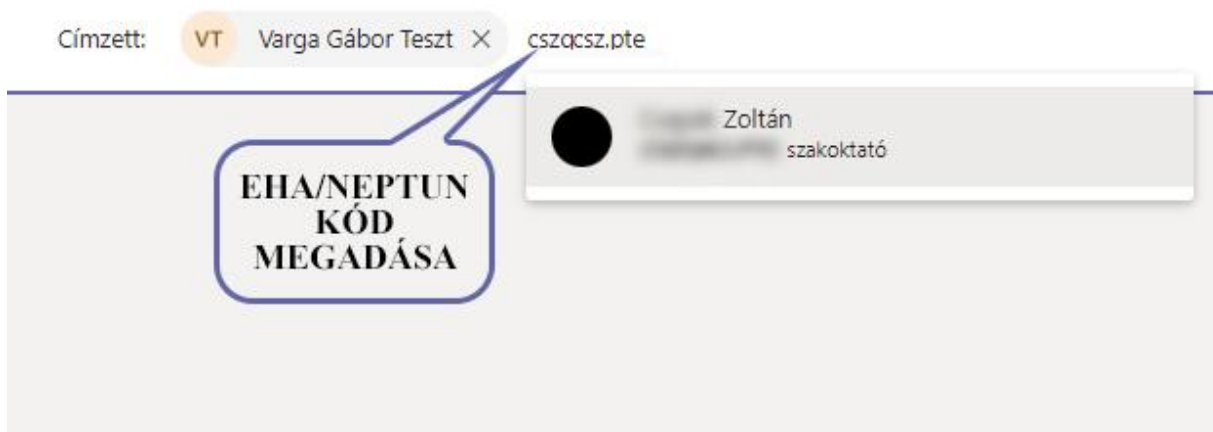 Címzett: VT Varga Gábor Teszt cszqcsz.pte
Zoltán
szakoktató
EHA/NEPTUN
KÓD
MEGADÁSA